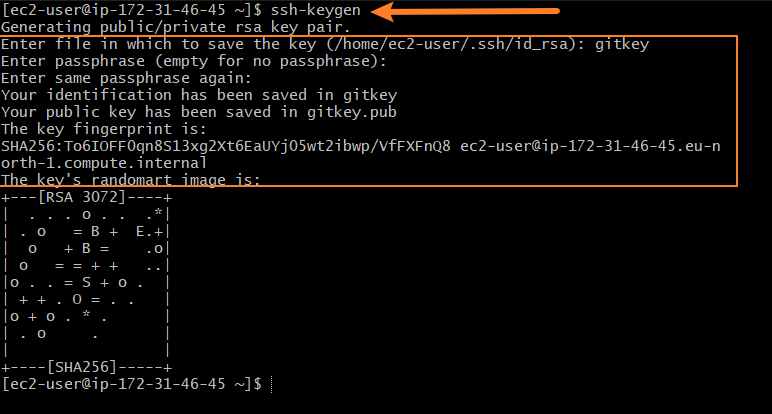 [ec2-user@ip-172-31-46-45 ~]$ ssh-keygen
Generating public/private rsa key pair.
Enter file in which to save the key (/home/ec2-user/.ssh/id_rsa): gitkey
Enter passphrase (empty for no passphrase):
Enter same passphrase again:
Your identification has been saved in gitkey
Your public key has been saved in gitkey.pub
The key fingerprint is:
SHA256:To6IOFF0qn8S13xg2Xt6EaUYjO5wt2ibwp/VfFXFnQ8 ec2-user@ip-172-31-46-45.eu-n
orth-1.compute.internal
The key's randomart image is:
+---[RSA 3072]----+
|  . . . o . .  .*|
| . o   = B +  E.+|
|  o   + B =    .o|
| o   = = + +   ..|
|o . . = S + o .  |
| + + . O = . .   |
|o + o . * .      |
| . o     .       |
|                 |
+----[SHA256]-----+
[ec2-user@ip-172-31-46-45 ~]$